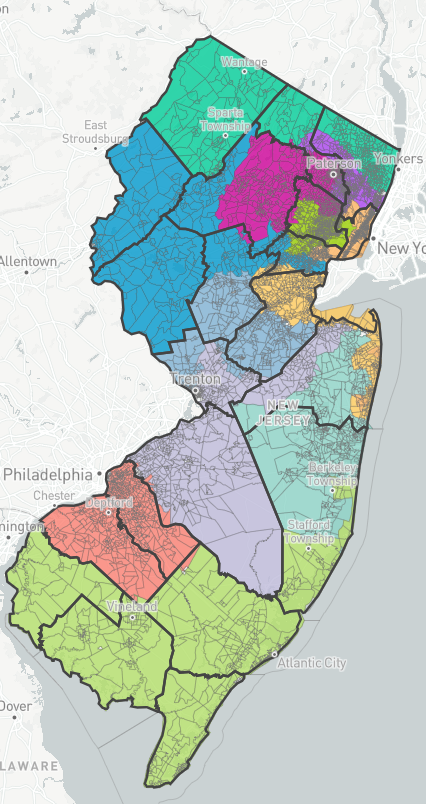 Wantage
Sparta
Township
East
Stroudsburg
Paterson
Yonkers
New Yo
Allentown
Trenton
NEW
JERSEY
Philadelphia
Berkeley
Township
Chester
Deptford
nington
Stafford
Township
Vineland
Atlantic City
Dover
LAWARE